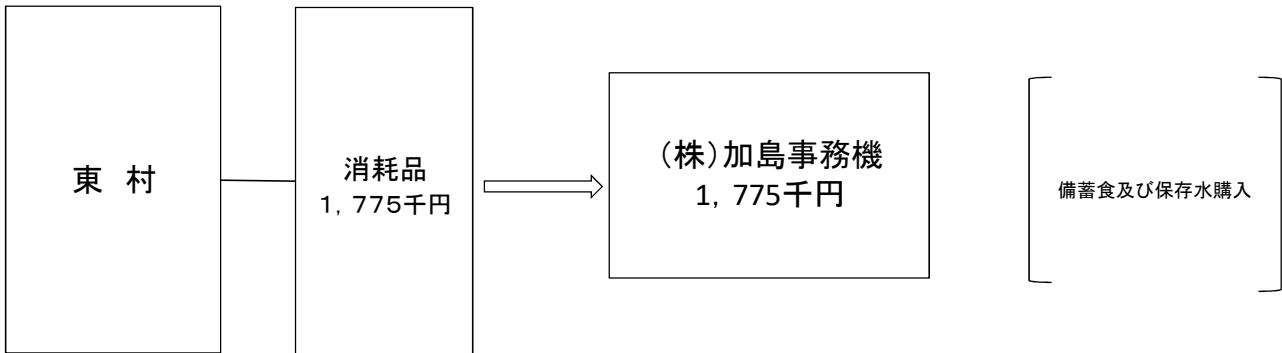 東　村
消耗品
１，７７５千円
（株）加島事務機
1，775千円
備蓄食及び保存水購入